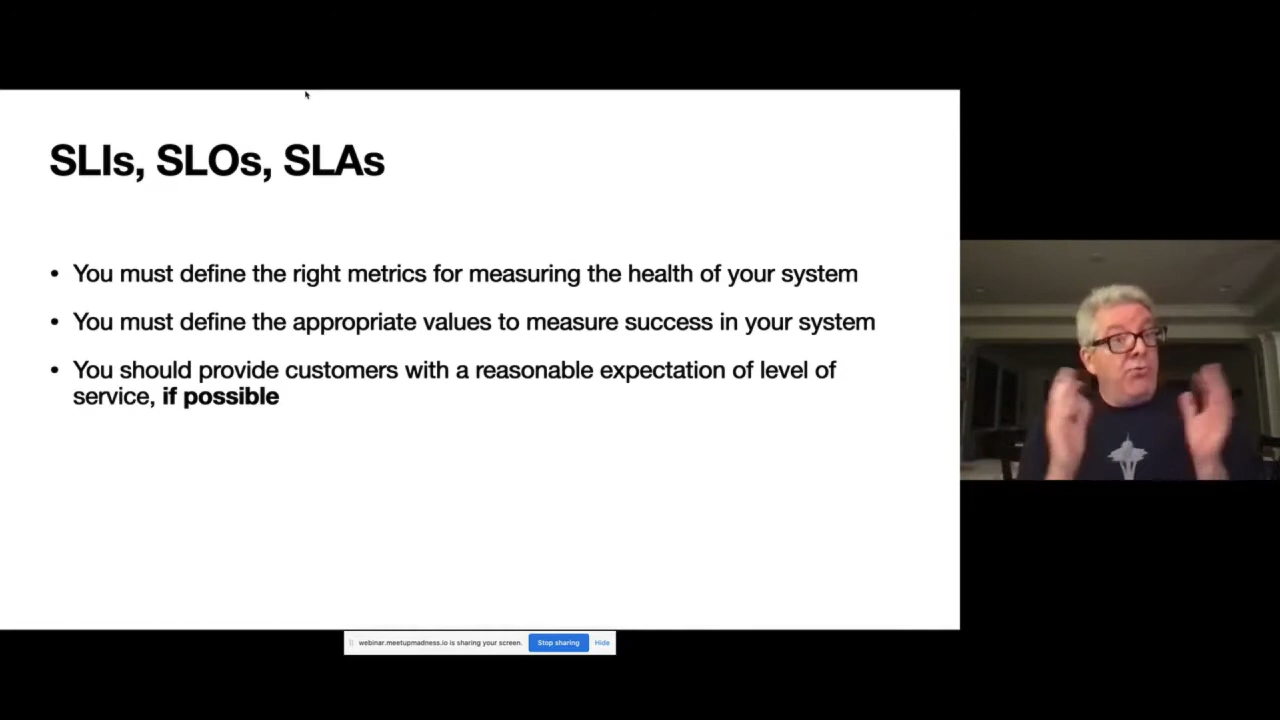 SLIs, SLOs, SLAs
• You must define the right metrics for measuring the health of your system
• You must define the appropriate values to measure success in your system
• You should provide customers with a reasonable expectation of level of
service, if possible
webinar.meetupmadness.io is sharing your screen. Stop sharing Hide